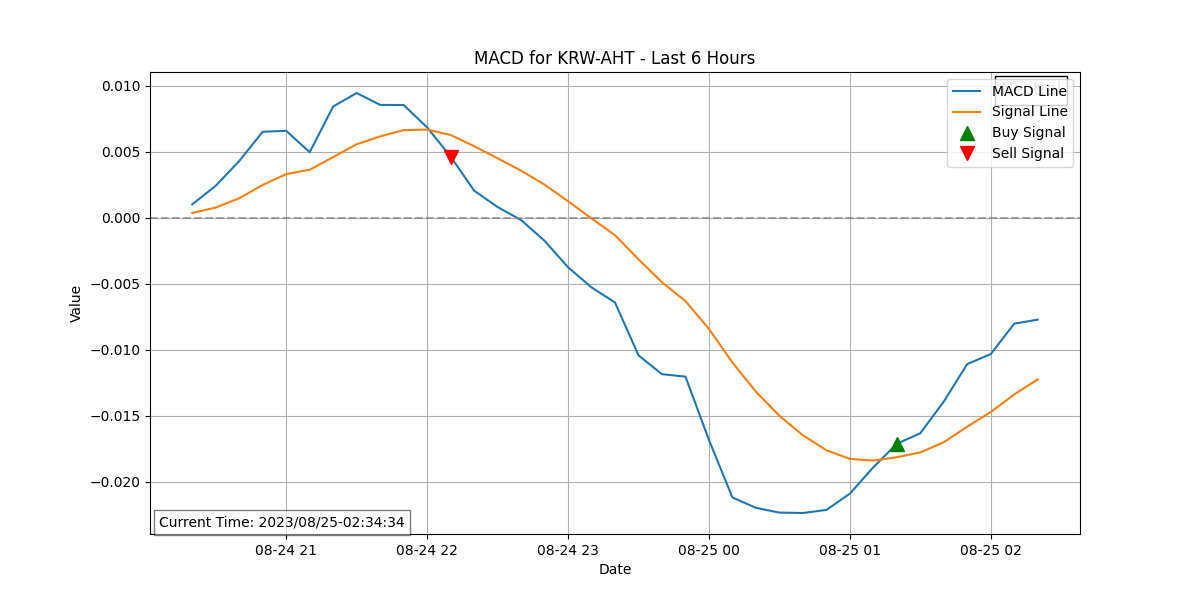 MACD for KRW-AHT - Last 6 Hours
MACD Line
Signal Line
Buy Signal
Sell Signal
0.010
0.005
0.000
−0.005
−0.010
−0.015
−0.020
Value
Current Time: 2023/08/25-02:34:34
08-24 21
08-24 22
08-24 23
08-25 00
08-25 01
08-25 02
Date